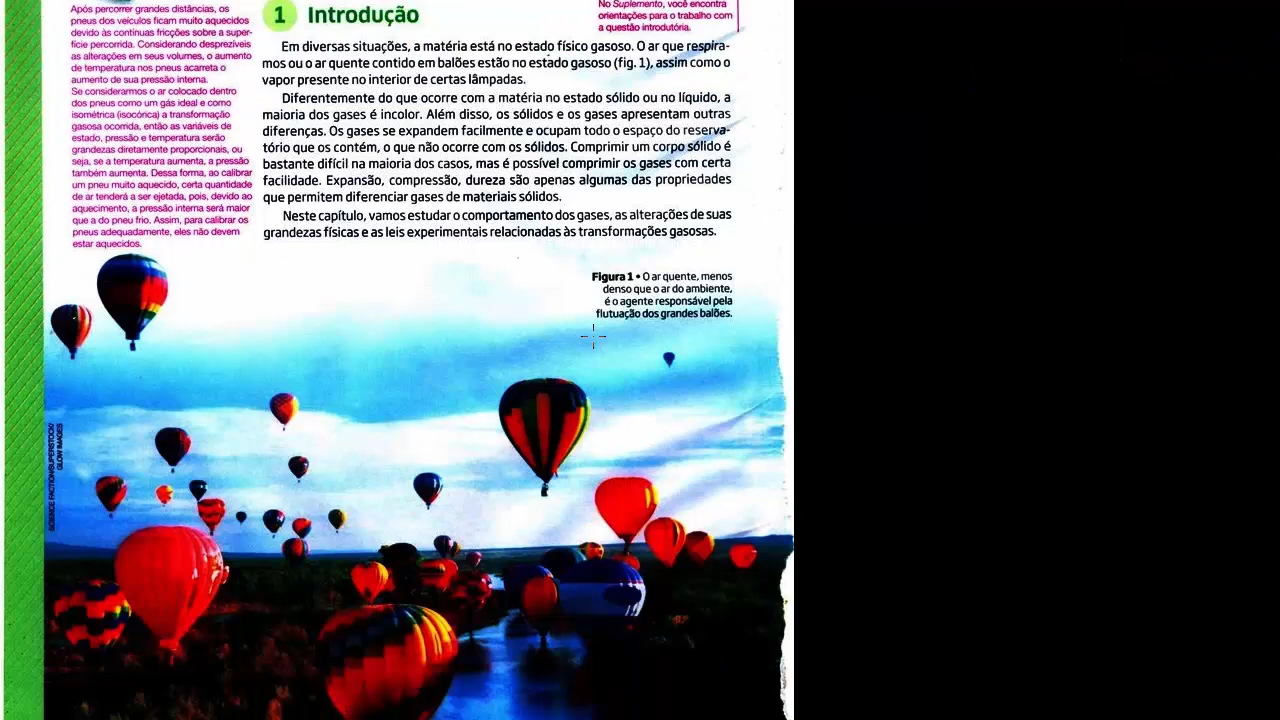 Após percorrer grandes distâncias, os
pneus dos veículos ficam muito aquecidos
devido às contínuas fricções sobre a super-
fície percorrida. Considerando desprezíveis
as alterações em seus volumes, o aumento
de temperatura nos pneus acarreta o
aumento de sua pressão interna.
Se considerarmos o ar colocado dentro
dos pneus como um gás ideal e como
isométrica (isocórica) a transformação
gasosa ocorrida, então as variáveis de
estado, pressão e temperatura serão
grandezas diretamente proporcionais, ou
seja, se a temperatura aumenta, a pressão
também aumenta. Dessa forma, ao calibrar
um pneu muito aquecido, certa quantidade
de ar tenderá a ser ejetada, pois, devido ao
aquecimento, a pressão interna será maior
que a do pneu frio. Assim, para calibrar os
pneus adequadamente, eles não devem
estar aquecidos.
1 Introdução
No Suplemento, você encontra
orientações para o trabalho com
a questão introdutória.
Em diversas situações, a matéria está no estado físico gasoso. O ar que respira-
mos ou o ar quente contido em balões estão no estado gasoso (fig. 1), assim como o
vapor presente no interior de certas lâmpadas.
Diferentemente do que ocorre com a matéria no estado sólido ou no líquido, a
maioria dos gases é incolor. Além disso, os sólidos e os gases apresentam outras
diferenças. Os gases se expandem facilmente e ocupam todo o espaço do reserva-
tório que os contém, o que não ocorre com os sólidos. Comprimir um corpo sólido é
bastante difícil na maioria dos casos, mas é possível comprimir os gases com certa
facilidade. Expansão, compressão, dureza são apenas algumas das propriedades
que permitem diferenciar gases de materiais sólidos.
Neste capítulo, vamos estudar o comportamento dos gases, as alterações de suas
grandezas físicas e as leis experimentais relacionadas às transformações gasosas.
Figura 1 • O ar quente, menos
denso que o ar do ambiente,
é o agente responsável pela
flutuação dos grandes balões.
SCIENCE FACTION/SUPERSTOCK/
GLOW IMAGES